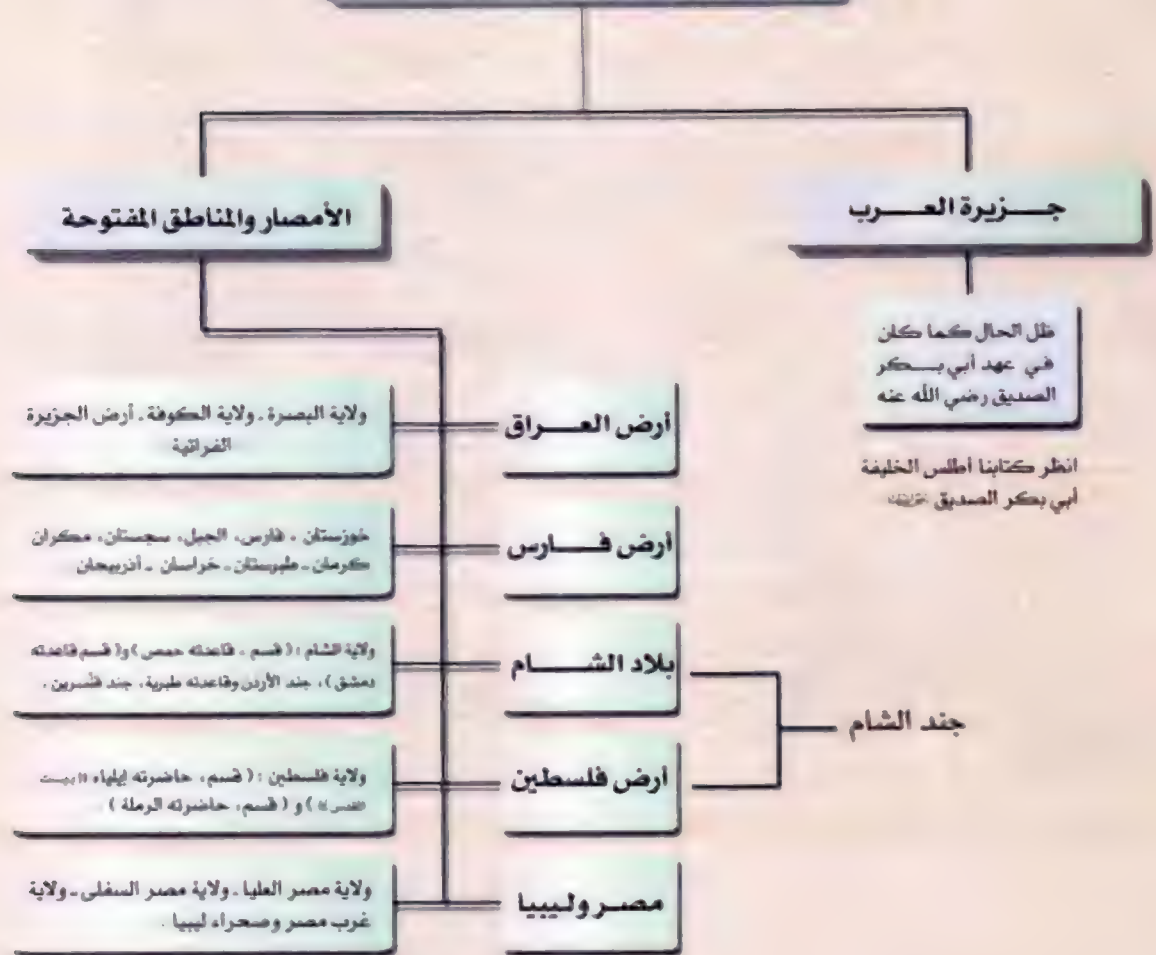 جزيرة العرب
الأمصار والمناطق المفتوحة
ظل الحال كما كان
في عهد أبي بكر
الصديق رضي الله عنه
انظر كتابنا أطلس الخليفة
أبي بكر الصديق
أرض العراق
ولاية البصرة ـ ولاية الكوفة ـ أرض الجزيرة
الفراتية
أرض فارس
خوزستان ـ فارس، الجبل، سجستان، مكران
كرمان ـ طبرستان ـ خراسان ـ أذربيجان
بلاد الشام
ولاية الشام : ( قسم ، قاعدته حمص ) و( قسم قاعدته
دمشق ) ، جند الأردن وقاعدته طبرية، جند قنسرين .
جند الشام
أرض فلسطين
ولاية فلسطين : ( قسم، حاضرته إيلياء «بيت
المقدس» ) و ( قسم، حاضرته الرملة ) .
مصر وليبيا
ولاية مصر العليا ـ ولاية مصر السفلى ـ ولاية
غرب مصر وصحراء ليبيا .